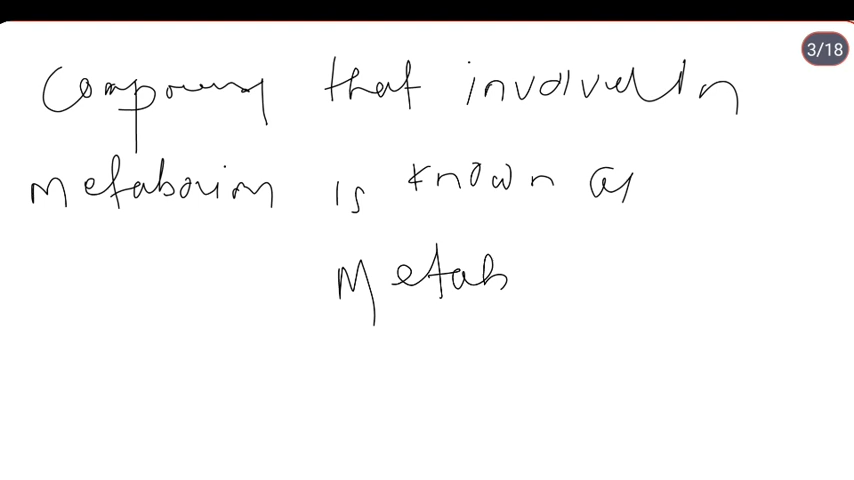 3/18
Compound that involved In
Metabolism is known as
Metab